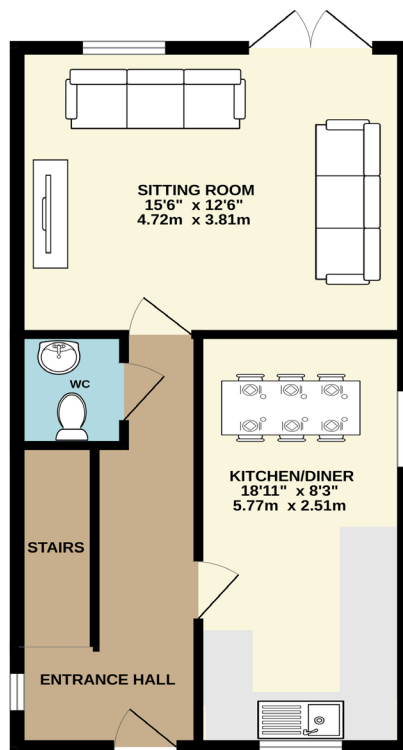 SITTING ROOM
15'6" x 12'6"
4.72m x 3.81m
WC
KITCHEN/DINER
18'11" x 8'3"
5.77m x 2.51m
STAIRS
ENTRANCE HALL